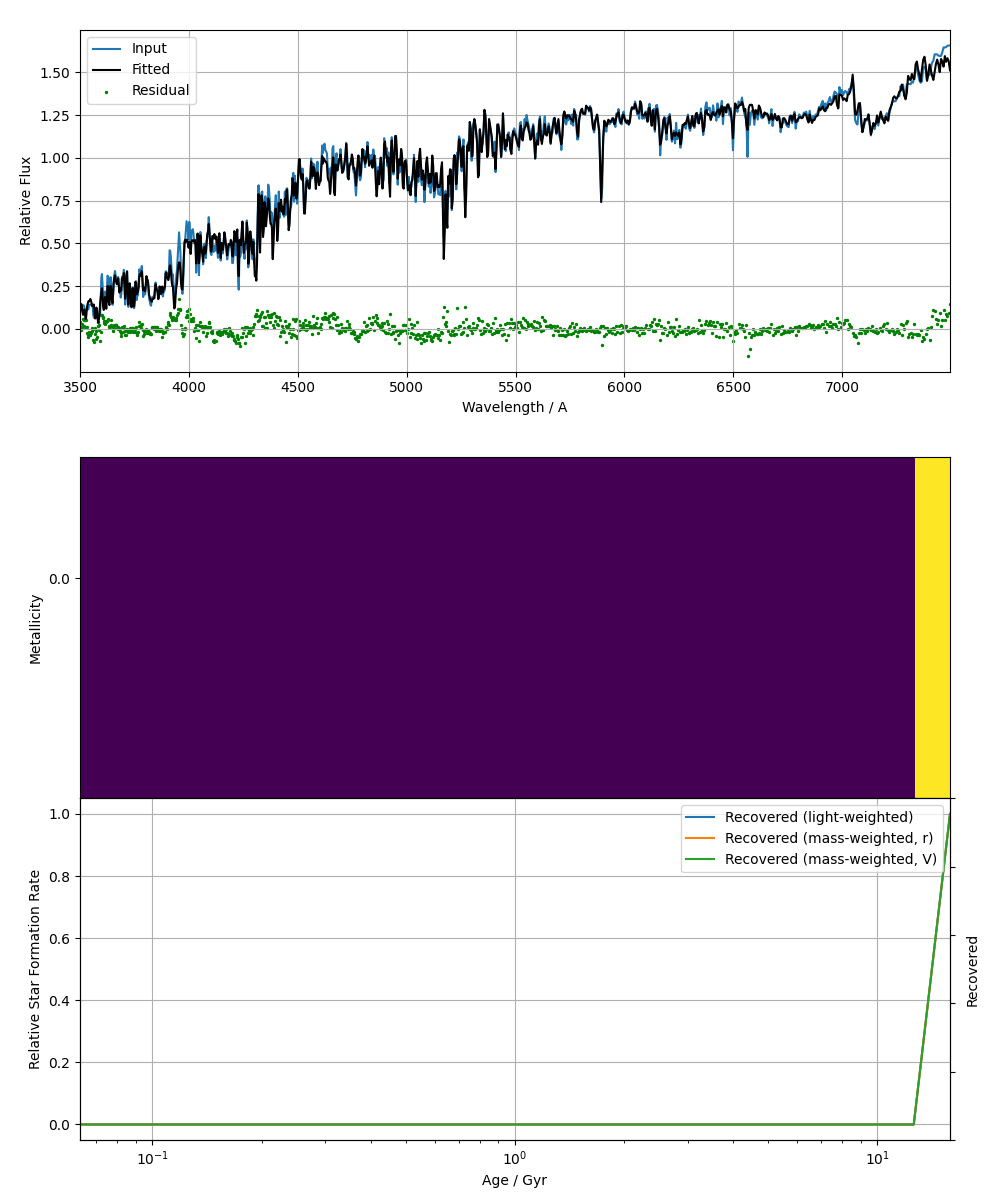 Input
Fitted
Residual
Relative Flux
1.50
1.25
1.00
0.75
0.50
0.25
0.00
3500 4000 4500 5000 5500 6000 6500 7000
Wavelength / A
Metallicity
0.0
Recovered (light-weighted)
Recovered (mass-weighted, r)
Recovered (mass-weighted, V)
Relative Star Formation Rate
1.0
0.8
0.6
0.4
0.2
0.0
Recovered
10⁻¹ 10⁰ 10¹
Age / Gyr